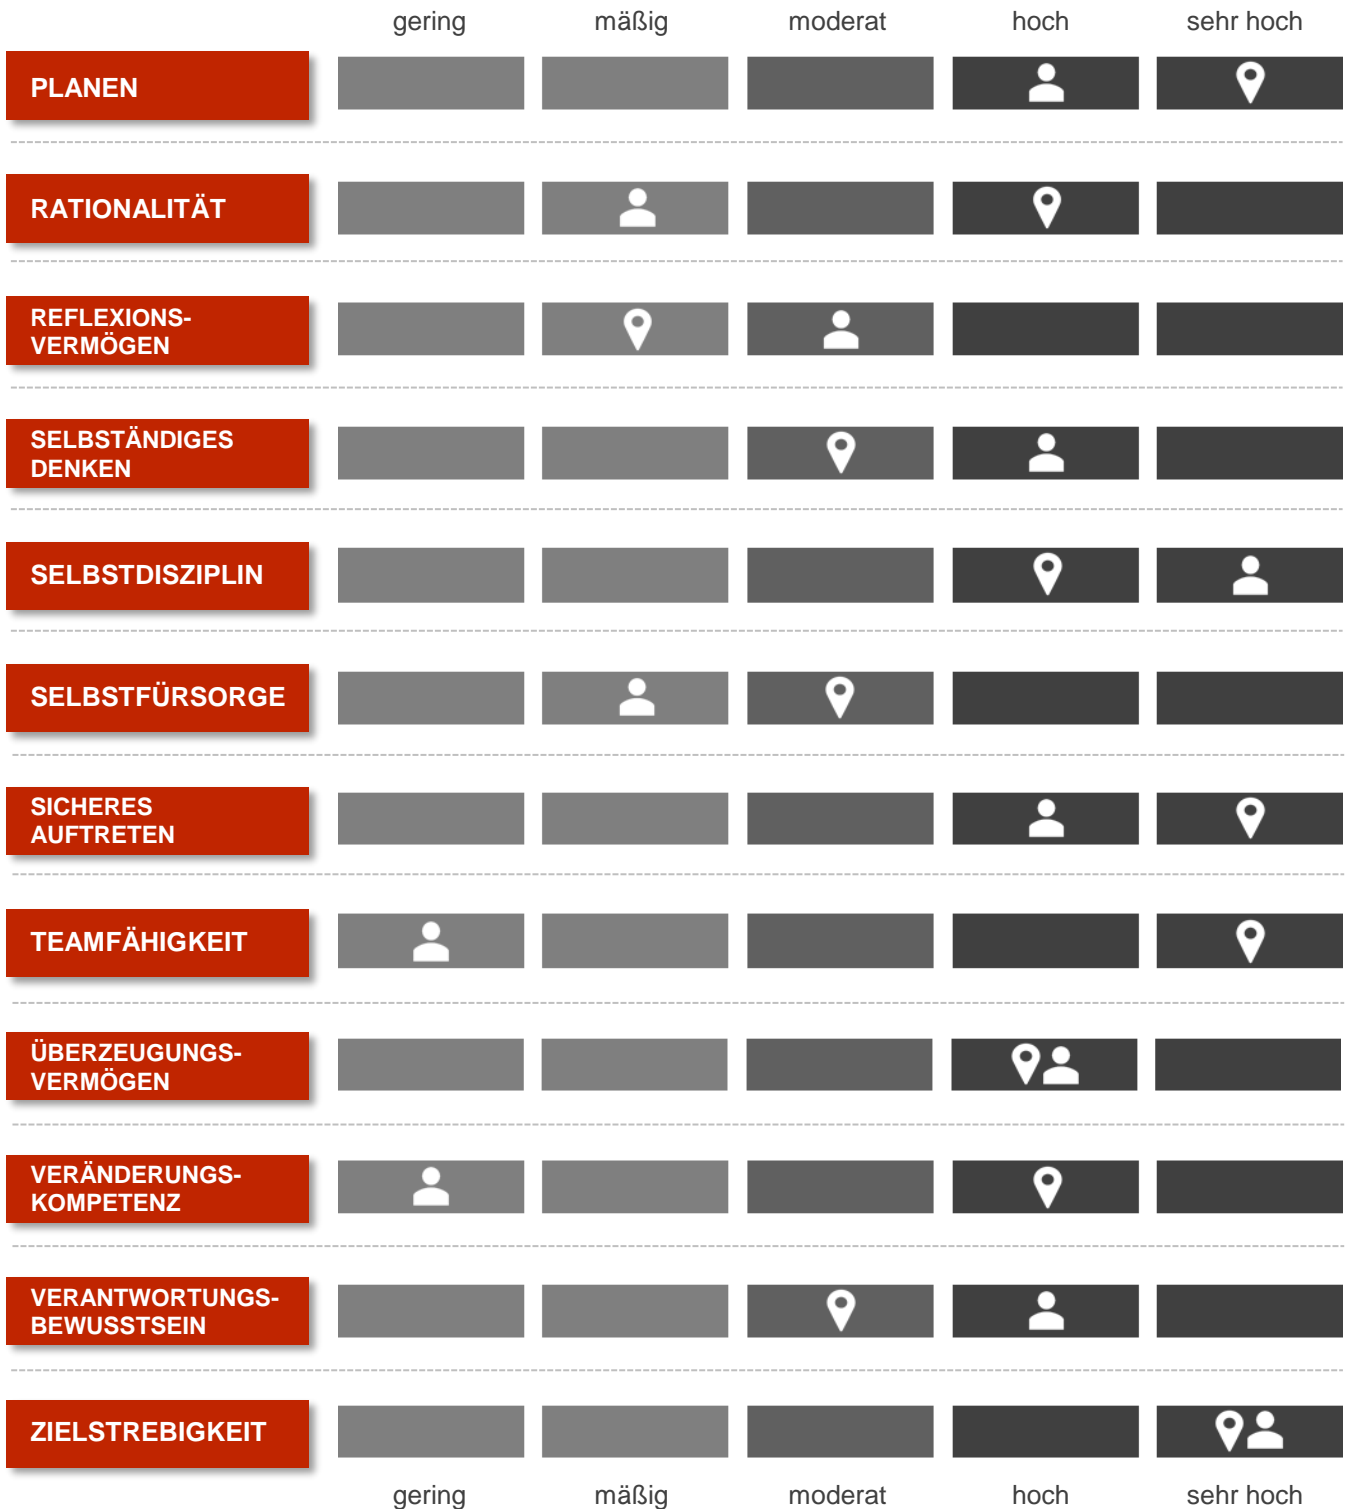 gering mäßig moderat hoch sehr hoch
PLANEN
RATIONALITÄT
REFLEXIONS-
VERMÖGEN
SELBSTÄNDIGES
DENKEN
SELBSTDISZIPLIN
SELBSTFÜRSORGE
SICHERES
AUFTRETEN
TEAMFÄHIGKEIT
ÜBERZEUGUNGS-
VERMÖGEN
VERÄNDERUNGS-
KOMPETENZ
VERANTWORTUNGS-
BEWUSSTSEIN
ZIELSTREBIGKEIT
gering mäßig moderat hoch sehr hoch